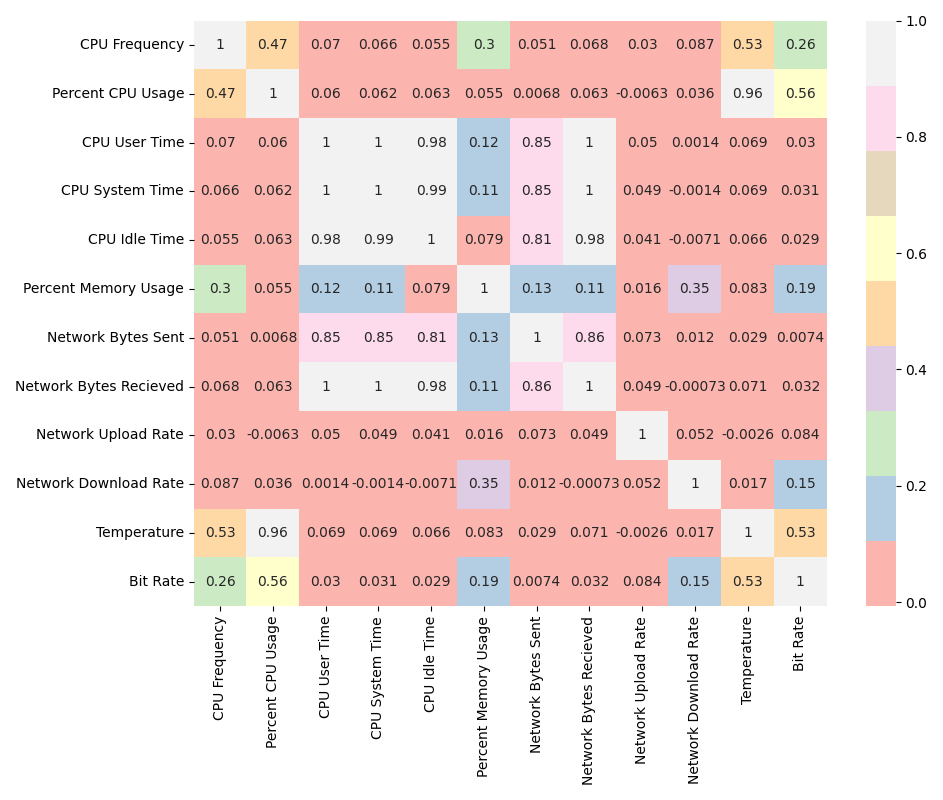 CPU Frequency 1 0.47 0.07 0.066 0.055 0.3 0.051 0.068 0.03 0.087 0.53 0.26
Percent CPU Usage 0.47 1 0.06 0.062 0.063 0.055 0.0068 0.063 -0.0063 0.036 0.96 0.56
CPU User Time 0.07 0.06 1 1 0.98 0.12 0.85 1 0.05 0.0014 0.069 0.03
CPU System Time 0.066 0.062 1 1 0.99 0.11 0.85 1 0.049 -0.0014 0.069 0.031
CPU Idle Time 0.055 0.063 0.98 0.99 1 0.079 0.81 0.98 0.041 -0.0071 0.066 0.029
Percent Memory Usage 0.3 0.055 0.12 0.11 0.079 1 0.13 0.11 0.016 0.35 0.083 0.19
Network Bytes Sent 0.051 0.0068 0.85 0.85 0.81 0.13 1 0.86 0.073 0.012 0.029 0.0074
Network Bytes Recieved 0.068 0.063 1 1 0.98 0.11 0.86 1 0.049 -0.00073 0.071 0.032
Network Upload Rate 0.03 -0.0063 0.05 0.049 0.041 0.016 0.073 0.049 1 0.052 -0.0026 0.084
Network Download Rate 0.087 0.036 0.0014 -0.0014 -0.0071 0.35 0.012 -0.00073 0.052 1 0.017 0.15
Temperature 0.53 0.96 0.069 0.069 0.066 0.083 0.029 0.071 -0.0026 0.017 1 0.53
Bit Rate 0.26 0.56 0.03 0.031 0.029 0.19 0.0074 0.032 0.084 0.15 0.53 1
CPU Frequency
Percent CPU Usage
CPU User Time
CPU System Time
CPU Idle Time
Percent Memory Usage
Network Bytes Sent
Network Bytes Recieved
Network Upload Rate
Network Download Rate
Temperature
Bit Rate
1.0
0.8
0.6
0.4
0.2
0.0